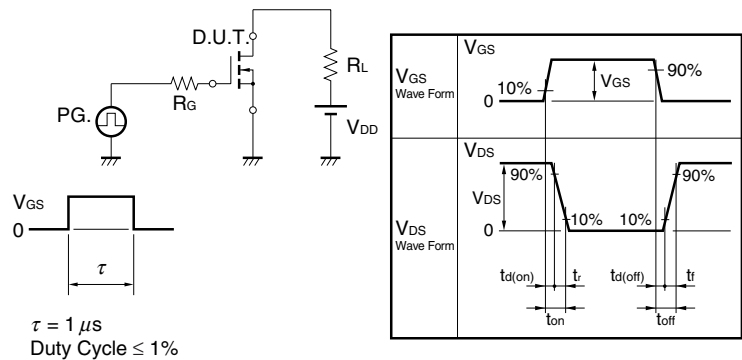 D.U.T.
RL
RG
PG.
VDD
VGS
0
τ
τ = 1 μs
Duty Cycle ≤ 1%
VGS
Wave Form
VGS
10%
VGS
90%
0
VDS
Wave Form
VDS
90%
90%
VDS
10%
10%
0
td(on)
tr
td(off)
tf
ton
toff